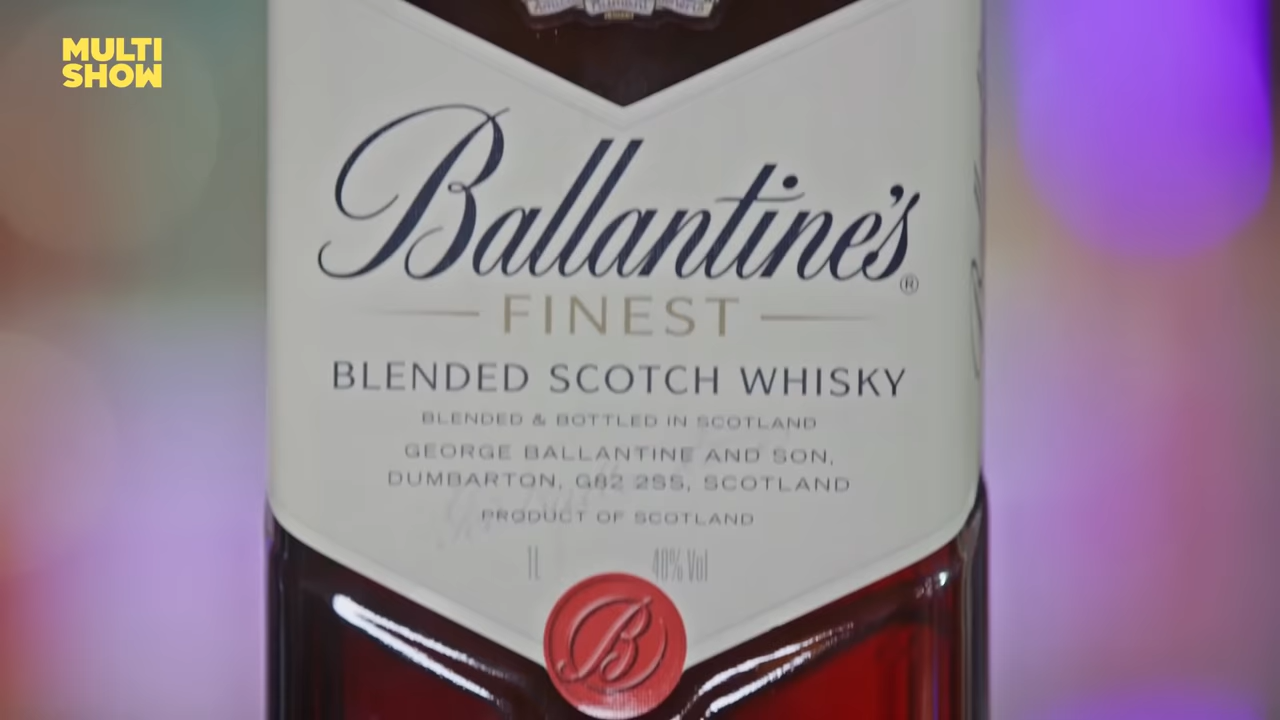 MULTI
SHOW
Ballantine's®
FINEST
BLENDED SCOTCH WHISKY
BLENDED & BOTTLED IN SCOTLAND
GEORGE BALLANTINE AND SON,
DUMBARTON, G82 2SS, SCOTLAND
PRODUCT OF SCOTLAND
1L 40% Vol
B